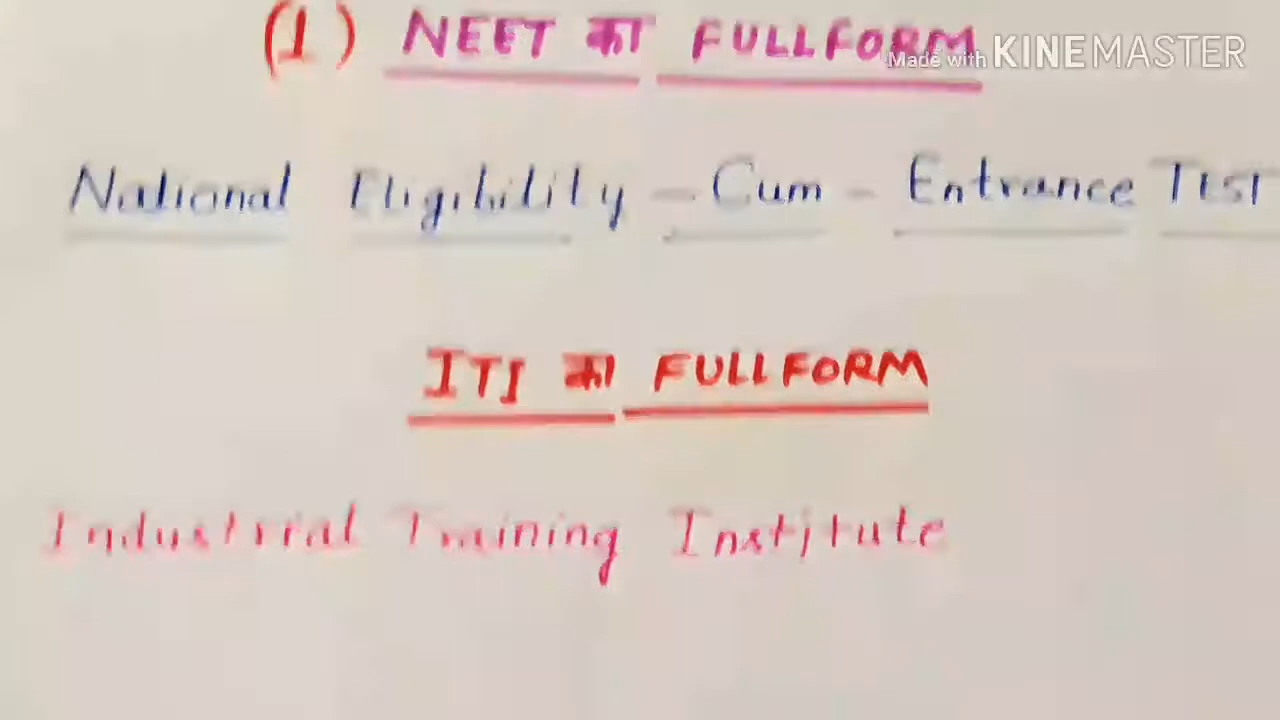 (1) NEET का FULLFORM
Made with KINEMASTER
National Eligibility - Cum - Entrance TEST
ITI का FULLFORM
Industrial Training Institute